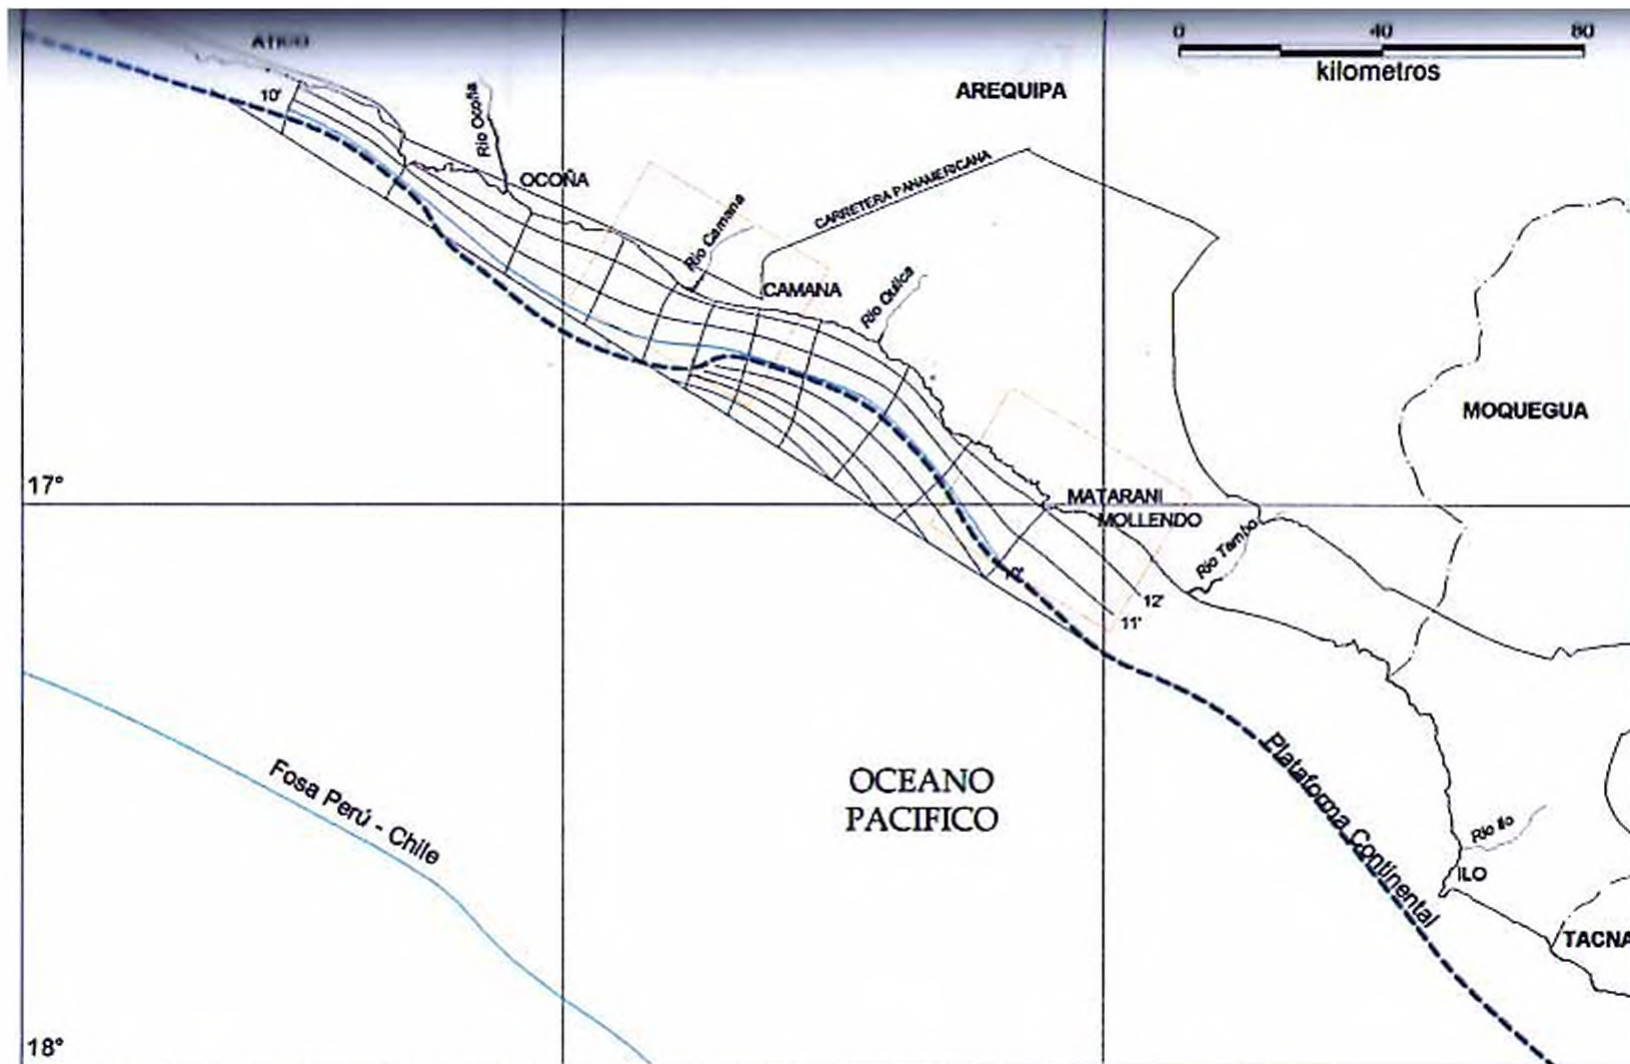 0 40 80
kilometros
ATICO
10'
AREQUIPA
Rio Ocoña
OCOÑA
CARRETERA PANAMERICANA
Rio Camana
CAMANA
Rio Quilca
MOQUEGUA
17°
MATARANI
MOLLENDO
Rio Tambo
12'
11'
OCEANO
PACIFICO
Fosa Perú - Chile
Plataforma Continental
Rio Ilo
ILO
TACNA
18°